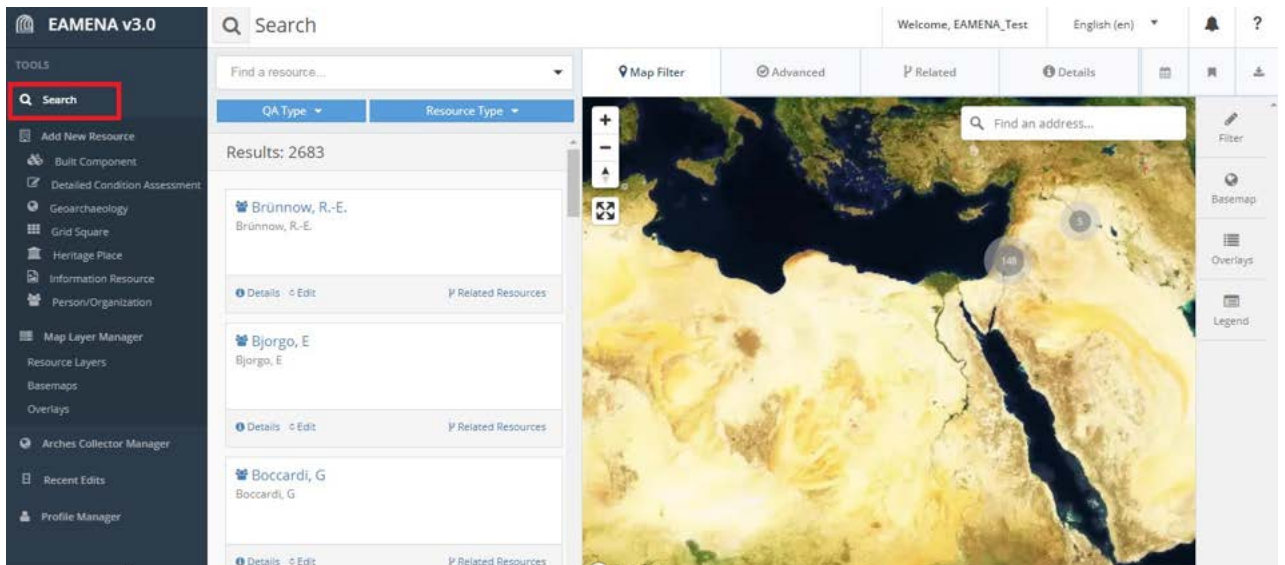 EAMENA v3.0
Search
Welcome, EAMENA_Test
English (en)
?
TOOLS
Search
Add New Resource
Built Component
Detailed Condition Assessment
Geoarchaeology
Grid Square
Heritage Place
Information Resource
Person/Organization
Map Layer Manager
Resource Layers
Basemaps
Overlays
Arches Collector Manager
Recent Edits
Profile Manager
Find a resource...
QA Type
Resource Type
Results: 2683
Brünnow, R.-E.
Brünnow, R.-E.
Details Edit Related Resources
Bjorgo, E
Bjorgo, E
Details Edit Related Resources
Boccardi, G
Boccardi, G
Details Edit Related Resources
Map Filter
Advanced
Related
Details
+
−
Find an address...
5
148
Filter
Basemap
Overlays
Legend